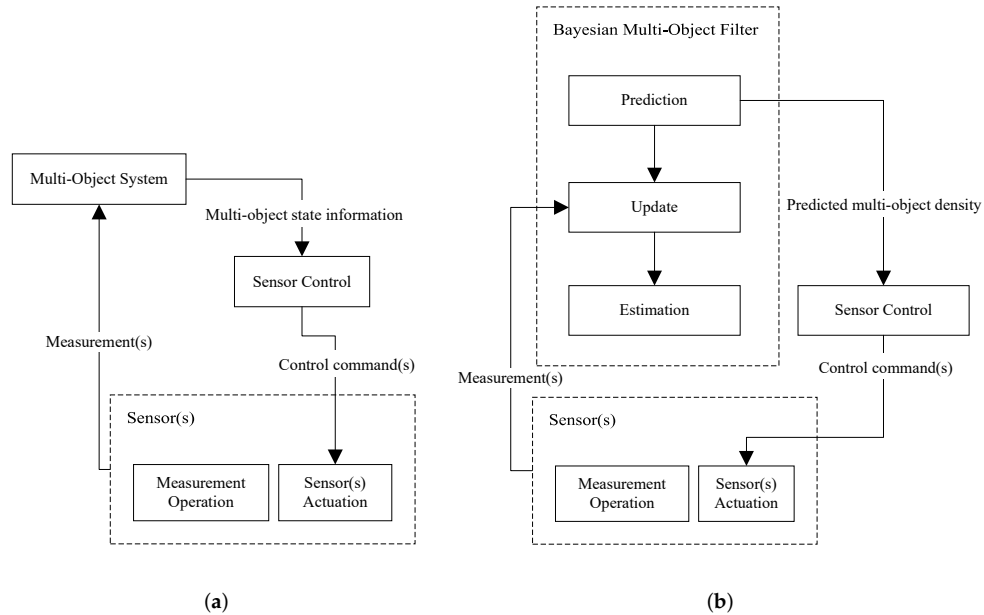 Multi-Object System
Multi-object state information
Sensor Control
Measurement(s)
Control command(s)
Sensor(s)
Measurement
Operation
Sensor(s)
Actuation
(a)
Bayesian Multi-Object Filter
Prediction
Update
Predicted multi-object density
Estimation
Sensor Control
Measurement(s)
Control command(s)
Sensor(s)
Measurement
Operation
Sensor(s)
Actuation
(b)